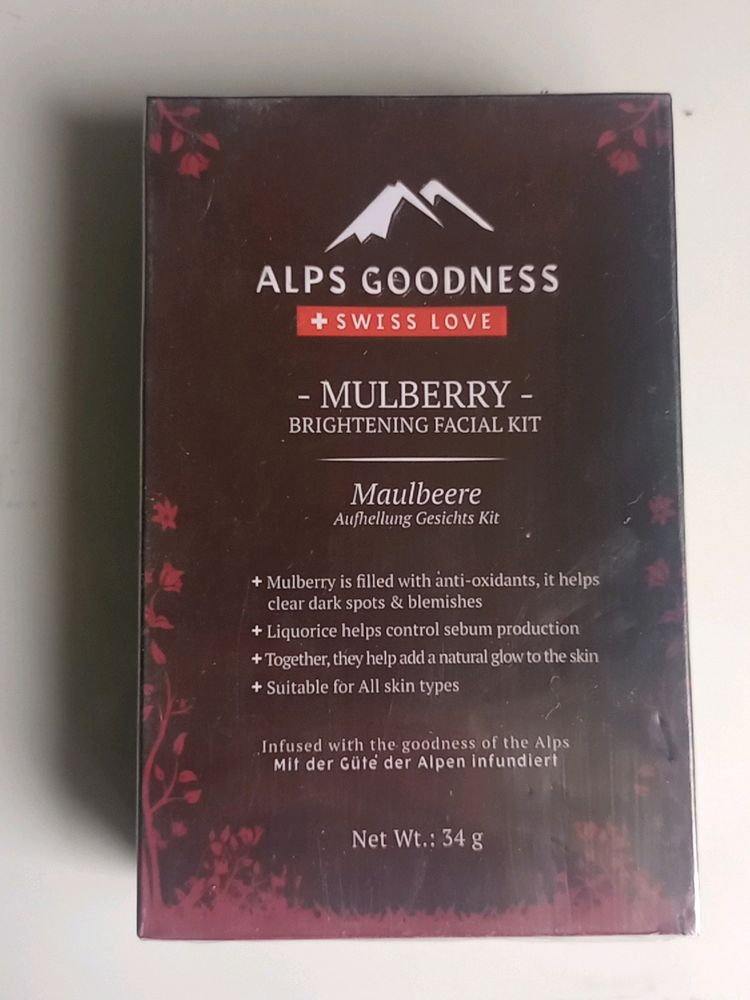 ALPS GOODNESS
+ SWISS LOVE
- MULBERRY -
BRIGHTENING FACIAL KIT
Maulbeere
Aufhellung Gesichts Kit
+ Mulberry is filled with anti-oxidants, it helps
clear dark spots & blemishes
+ Liquorice helps control sebum production
+ Together, they help add a natural glow to the skin
+ Suitable for All skin types
Infused with the goodness of the Alps
Mit der Güte der Alpen infundiert
Net Wt.: 34 g